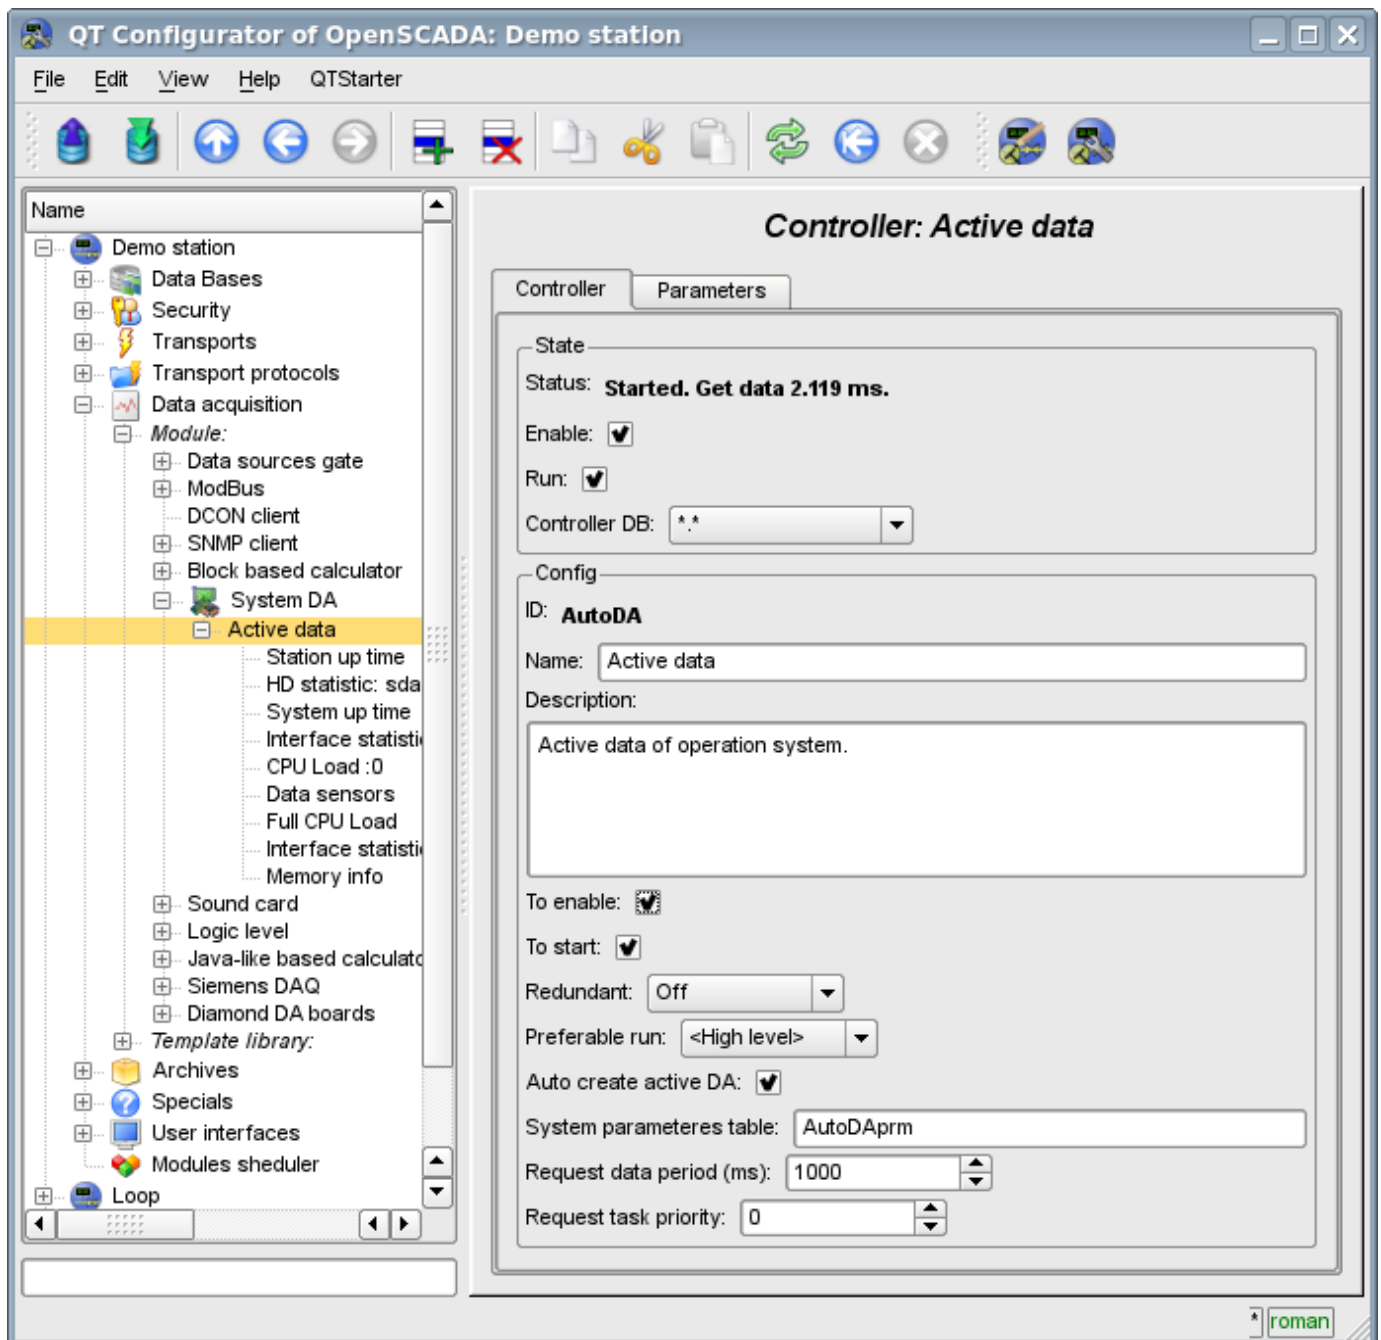 QT Configurator of OpenSCADA: Demo station
File Edit View Help QTStarter
Name
Demo station
Data Bases
Security
Transports
Transport protocols
Data acquisition
Module:
Data sources gate
ModBus
DCON client
SNMP client
Block based calculator
System DA
Active data
Station up time
HD statistic: sda
System up time
Interface statisti
CPU Load :0
Data sensors
Full CPU Load
Interface statisti
Memory info
Sound card
Logic level
Java-like based calculato
Siemens DAQ
Diamond DA boards
Template library:
Archives
Specials
User interfaces
Modules sheduler
Loop
Controller: Active data
Controller Parameters
State
Status: Started. Get data 2.119 ms.
Enable:
Run:
Controller DB: *.*
Config
ID: AutoDA
Name: Active data
Description:
Active data of operation system.
To enable:
To start:
Redundant: Off
Preferable run: <High level>
Auto create active DA:
System parameteres table: AutoDAprm
Request data period (ms): 1000
Request task priority: 0
* roman